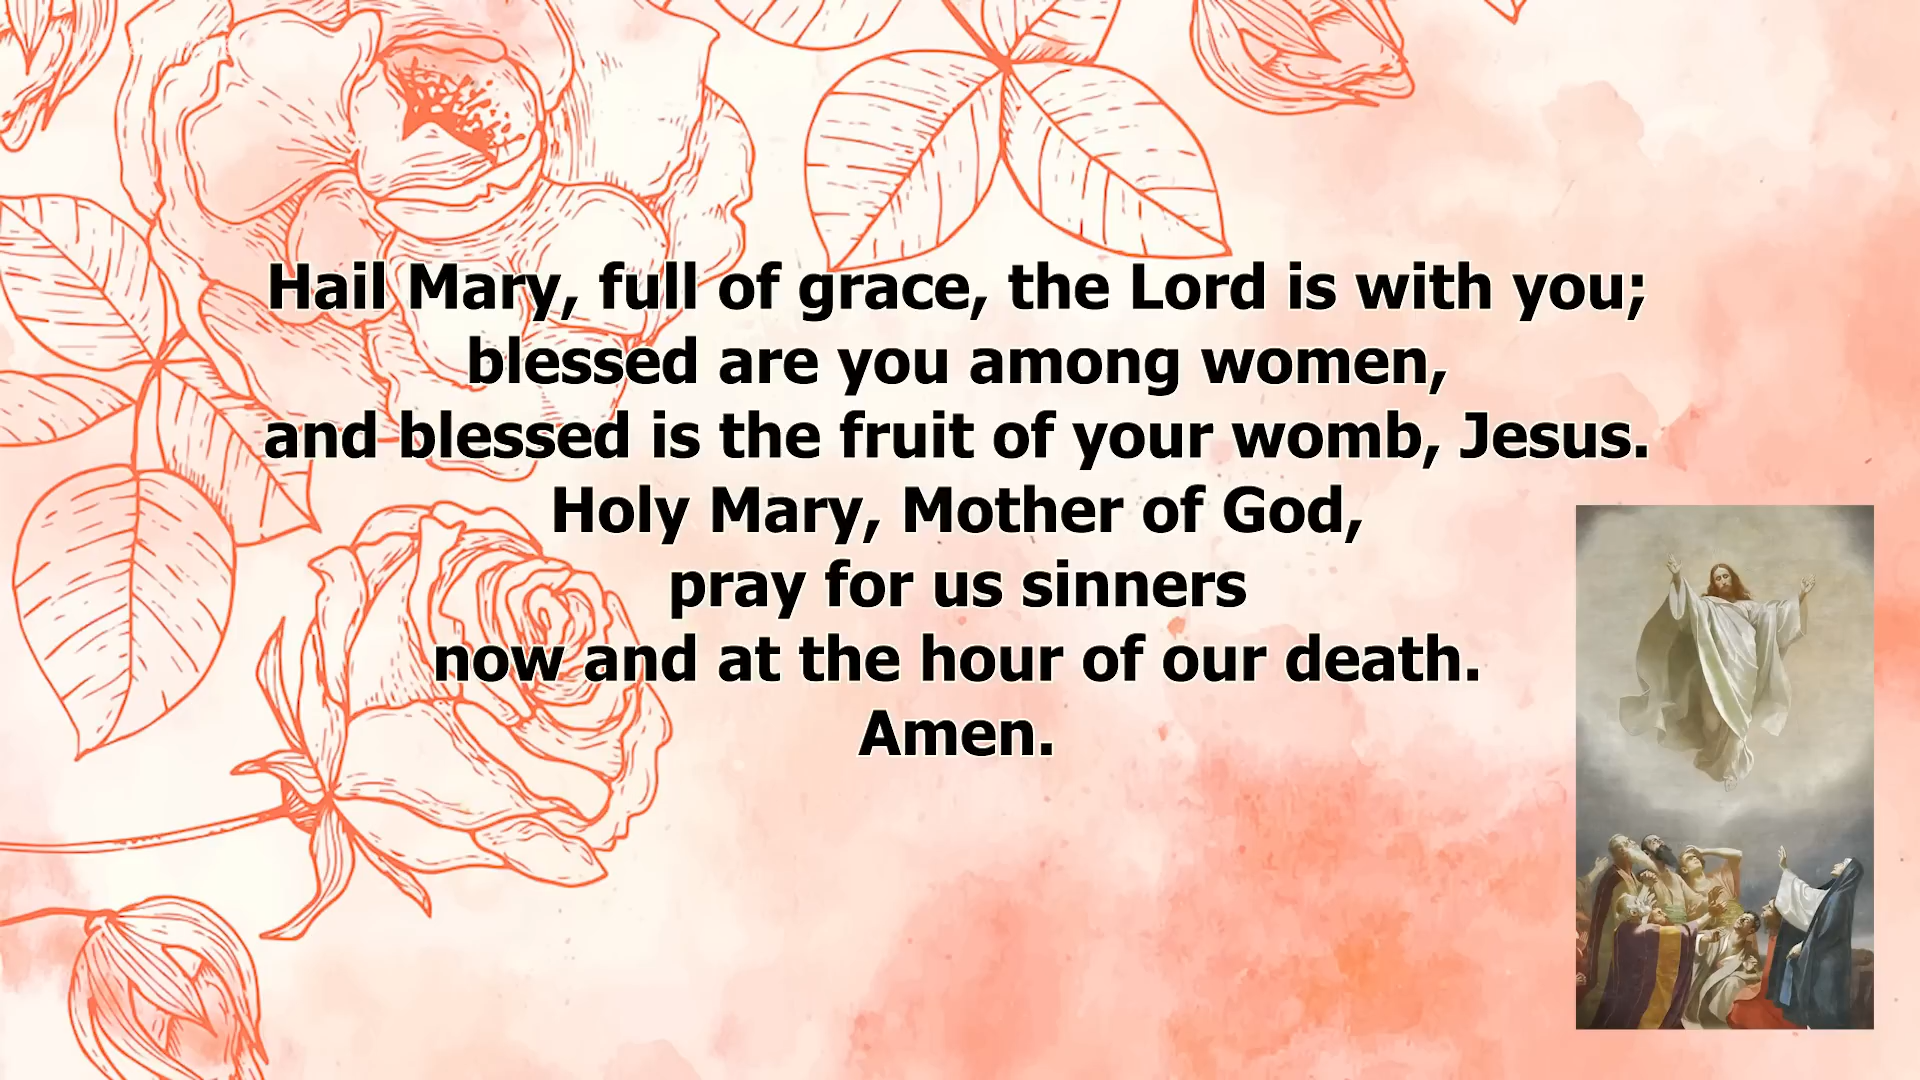 Hail Mary, full of grace, the Lord is with you;
blessed are you among women,
and blessed is the fruit of your womb, Jesus.
Holy Mary, Mother of God,
pray for us sinners
now and at the hour of our death.
Amen.